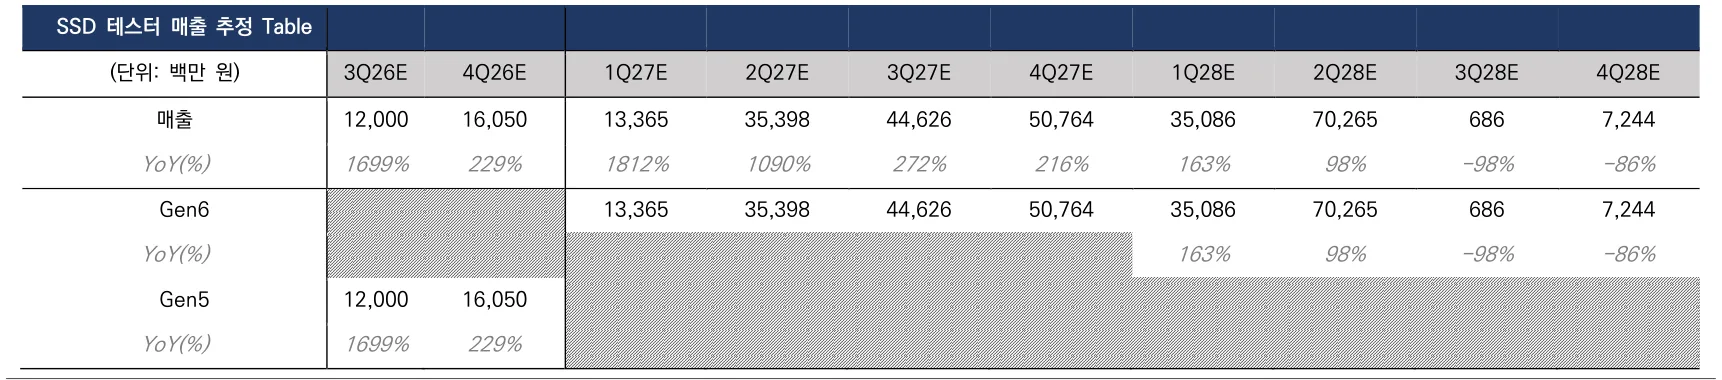 SSD 테스터 매출 추정 Table
(단위: 백만 원) 3Q26E 4Q26E 1Q27E 2Q27E 3Q27E 4Q27E 1Q28E 2Q28E 3Q28E 4Q28E
매출 12,000 16,050 13,365 35,398 44,626 50,764 35,086 70,265 686 7,244
YoY(%) 1699% 229% 1812% 1090% 272% 216% 163% 98% -98% -86%
Gen6 13,365 35,398 44,626 50,764 35,086 70,265 686 7,244
YoY(%) 163% 98% -98% -86%
Gen5 12,000 16,050
YoY(%) 1699% 229%